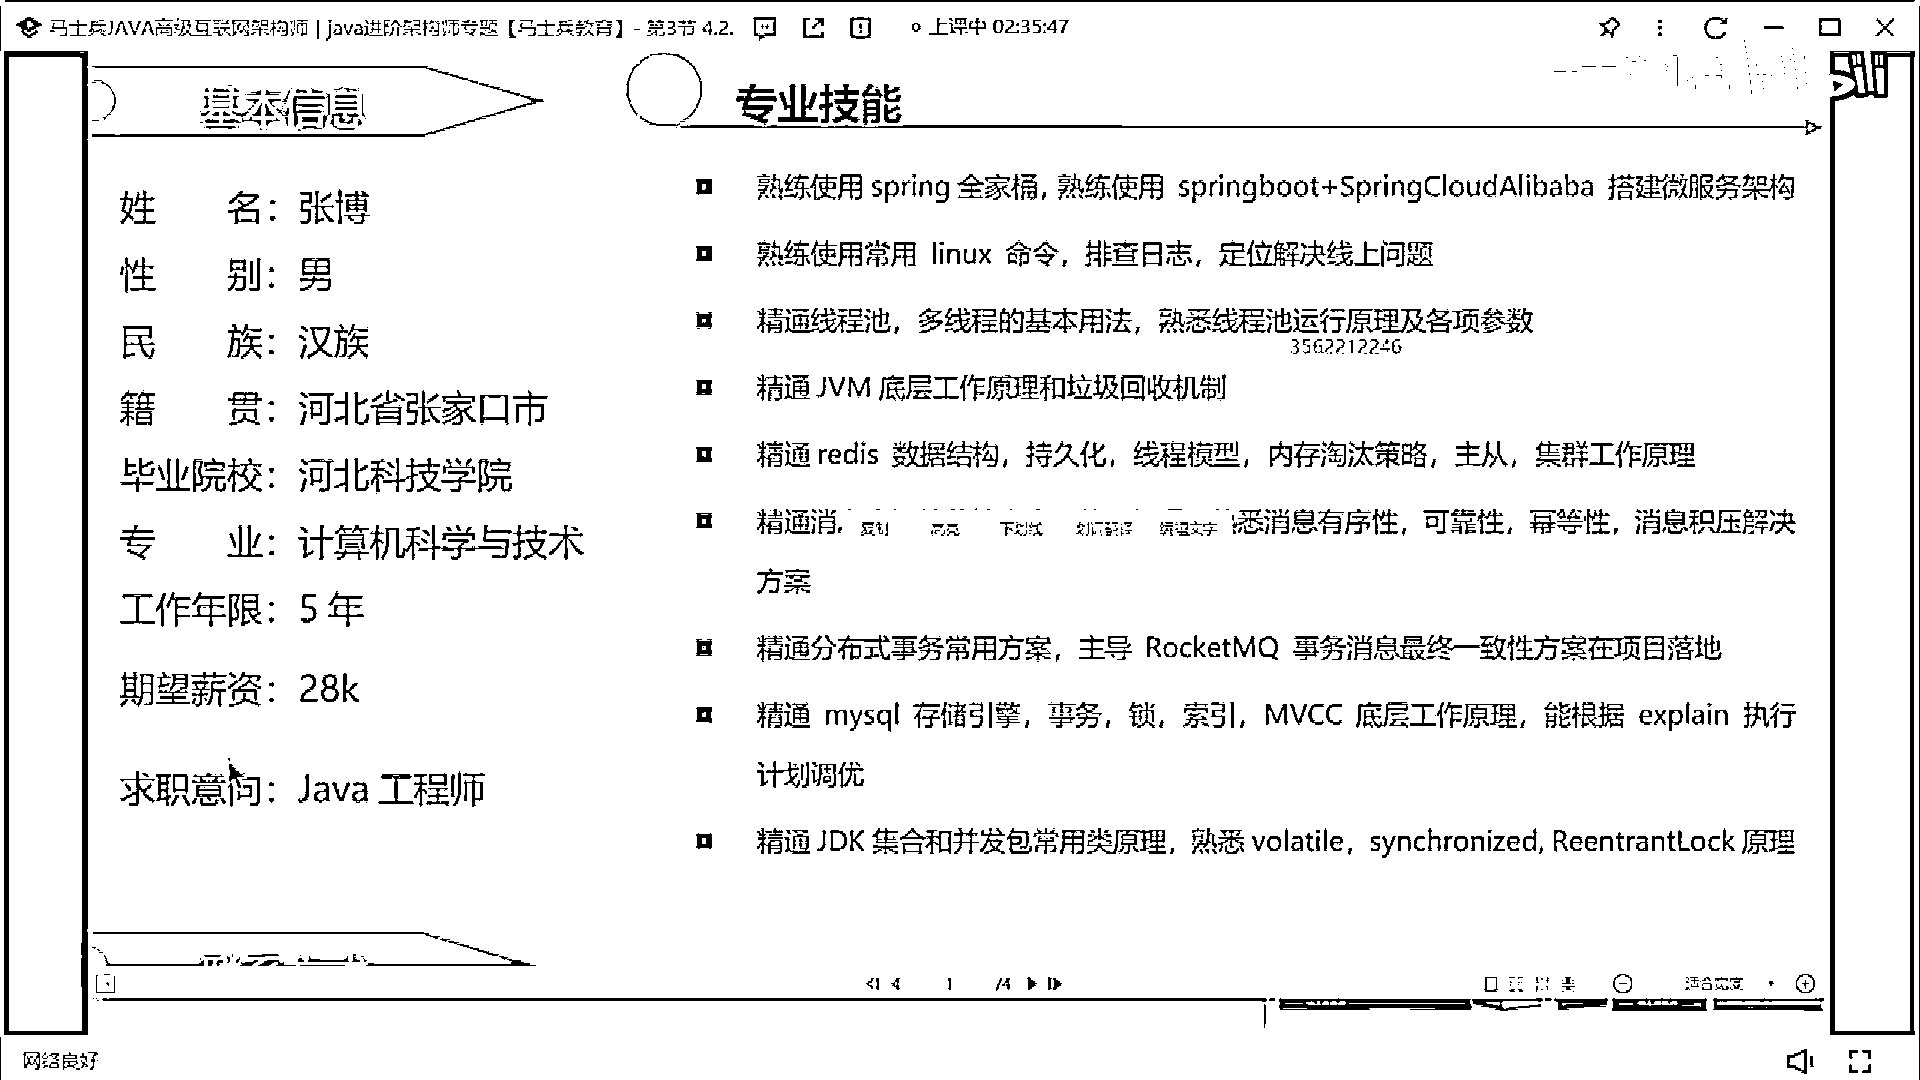 马士兵JAVA高级互联网架构师 | java进阶架构师专题【马士兵教育】 - 第3节 4.2. 上课中 02:35:47
基本信息
姓 名：张博
性 别：男
民 族：汉族
籍 贯：河北省张家口市
毕业院校：河北科技学院
专 业：计算机科学与技术
工作年限：5 年
期望薪资：28k
求职意向：Java 工程师
专业技能
熟练使用 spring 全家桶, 熟练使用 springboot+SpringCloudAlibaba 搭建微服务架构
熟练使用常用 linux 命令，排查日志，定位解决线上问题
精通线程池，多线程的基本用法，熟悉线程池运行原理及各项参数
3562212246
精通 JVM 底层工作原理和垃圾回收机制
精通 redis 数据结构，持久化，线程模型，内存淘汰策略，主从，集群工作原理
精通消 悉消息有序性，可靠性，幂等性，消息积压解决
复制 高亮 下划线
方案
精通分布式事务常用方案，主导 RocketMQ 事务消息最终一致性方案在项目落地
精通 mysql 存储引擎，事务，锁，索引，MVCC 底层工作原理，能根据 explain 执行
计划调优
精通 JDK 集合和并发包常用类原理，熟悉 volatile，synchronized, ReentrantLock 原理
1 /4
适合宽度
网络良好